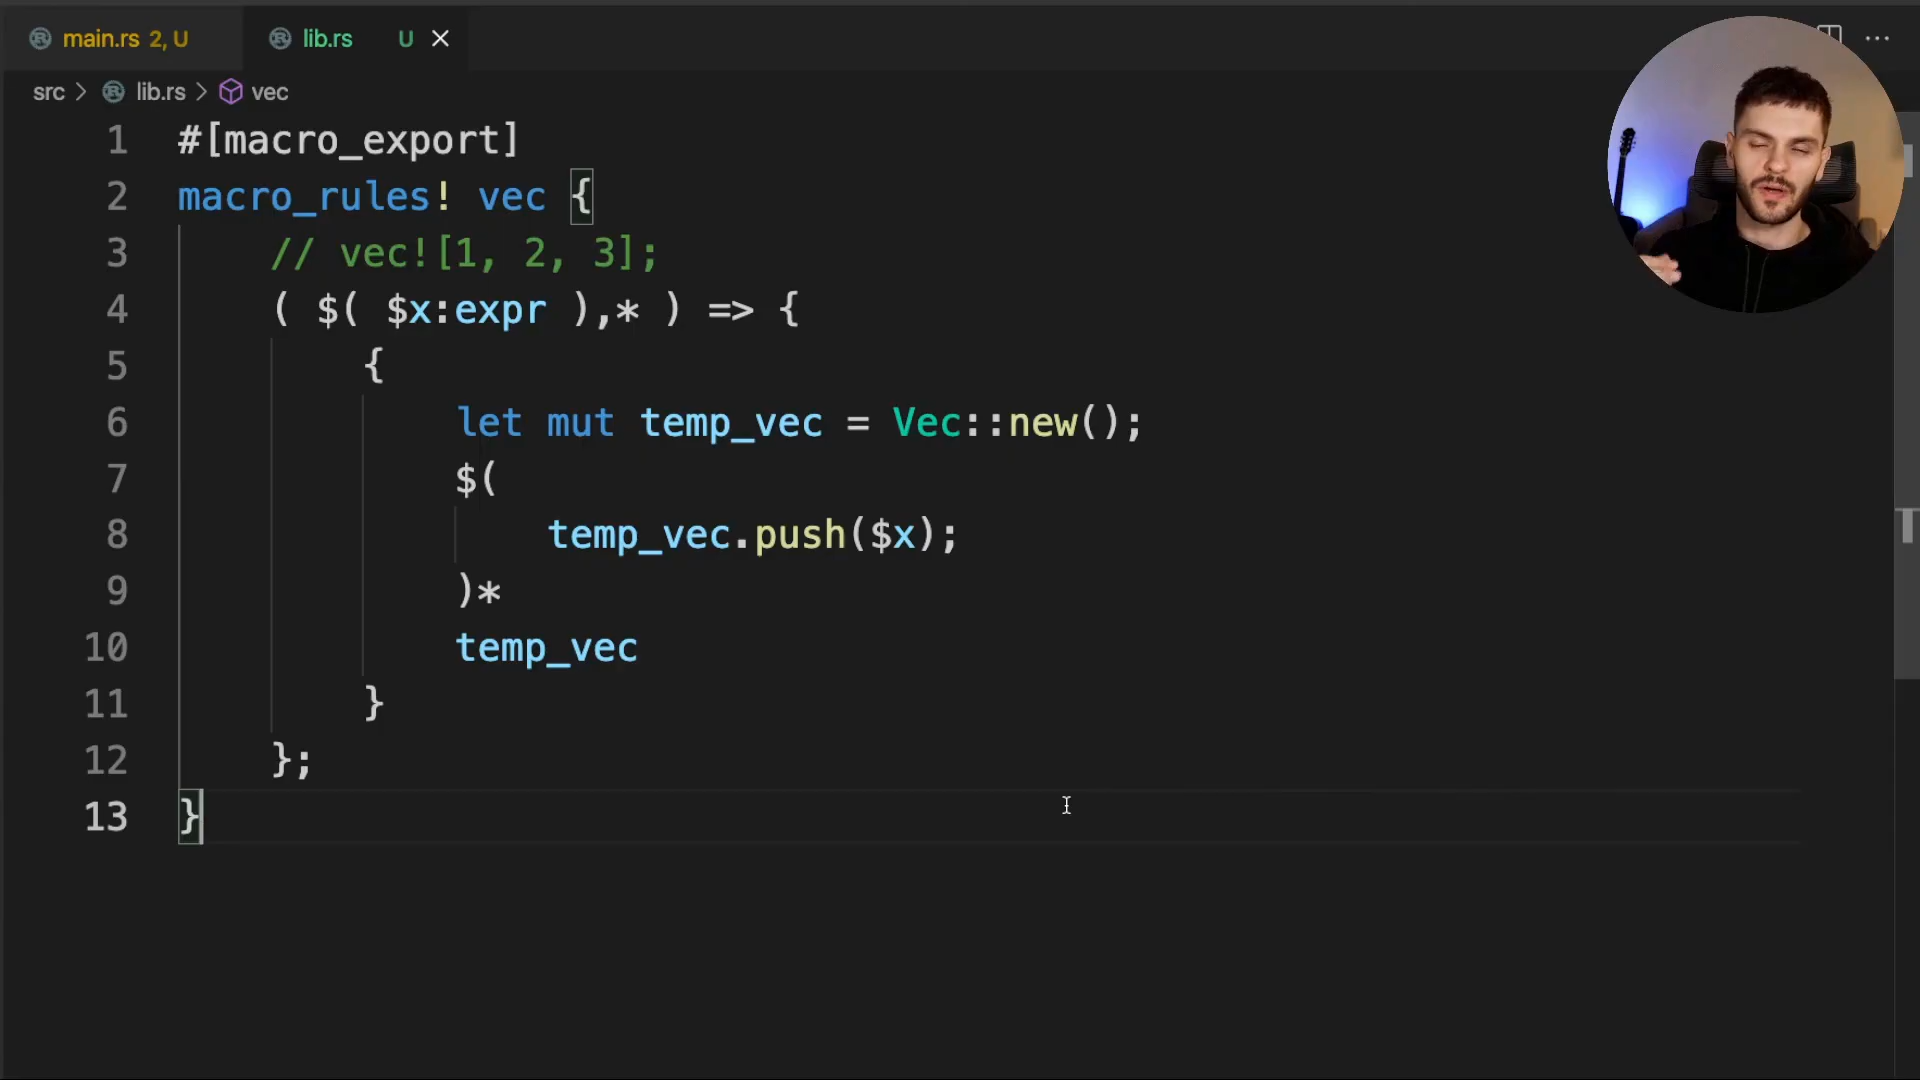 main.rs 2, U lib.rs U
src > lib.rs > vec
1 #[macro_export]
2 macro_rules! vec {
3 // vec![1, 2, 3];
4 ( $( $x:expr ),* ) => {
5 {
6 let mut temp_vec = Vec::new();
7 $(
8 temp_vec.push($x);
9 )*
10 temp_vec
11 }
12 };
13 }